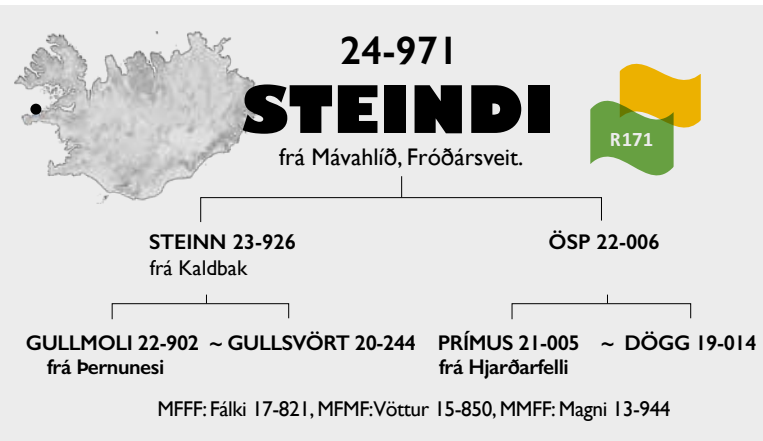 24-971
STEINDI
frá Mávahlíð, Fróðársveit.
R171
STEINN 23-926
frá Kaldbak
ÖSP 22-006
GULLMOLI 22-902 ~ GULLSVÖRT 20-244
frá Þernunesi
PRÍMUS 21-005 ~ DÖGG 19-014
frá Hjarðarfelli
MFFF: Fálki 17-821, MFMF: Vöttur 15-850, MMFF: Magni 13-944